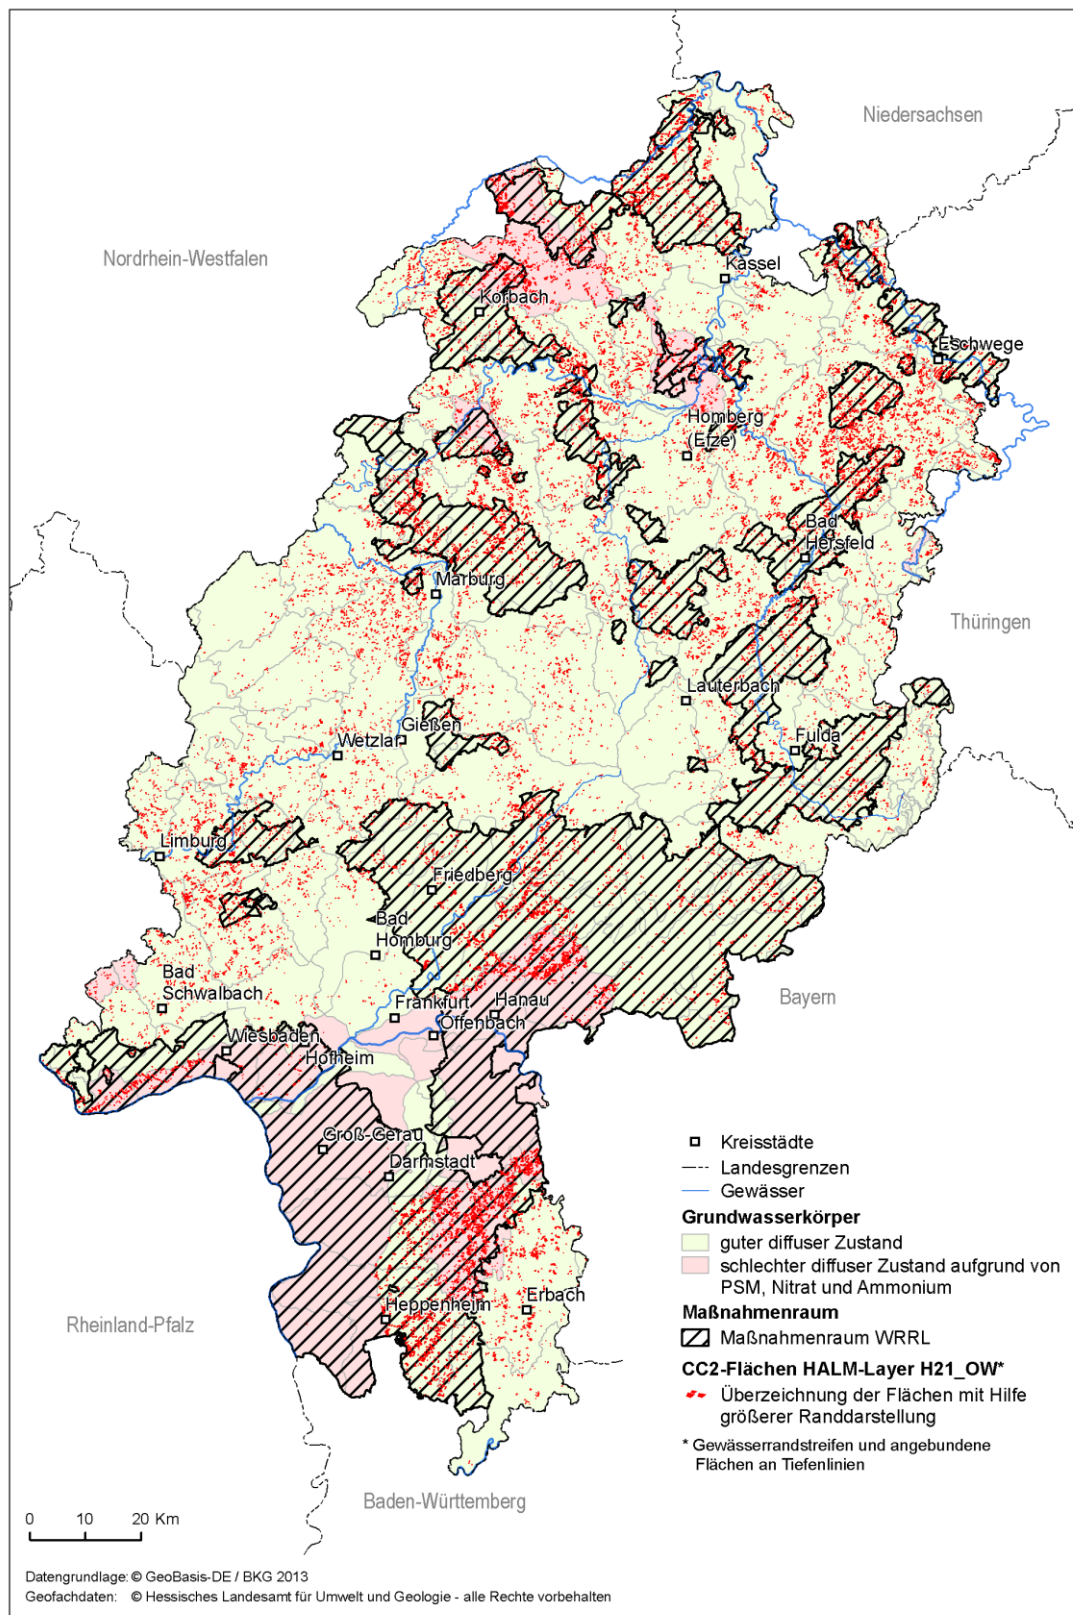 Niedersachsen
Nordrhein-Westfalen
Kassel
Korbach
Eschwege
Homberg
(Efze)
Bad
Hersfeld
Marburg
Thüringen
Lauterbach
Gießen
Wetzlar
Fulda
Limburg
Friedberg
Bad
Homburg
Bad
Schwalbach
Bayern
Frankfurt
Hanau
Offenbach
Wiesbaden
Hofheim
Groß-Gerau
Darmstadt
Heppenheim
Erbach
Rheinland-Pfalz
Baden-Württemberg
Kreisstädte
Landesgrenzen
Gewässer
Grundwasserkörper
guter diffuser Zustand
schlechter diffuser Zustand aufgrund von
PSM, Nitrat und Ammonium
Maßnahmenraum
Maßnahmenraum WRRL
CC2-Flächen HALM-Layer H21_OW*
Überzeichnung der Flächen mit Hilfe
größerer Randdarstellung
* Gewässerrandstreifen und angebundene
Flächen an Tiefenlinien
0 10 20 Km
Datengrundlage: © GeoBasis-DE / BKG 2013
Geofachdaten: © Hessisches Landesamt für Umwelt und Geologie - alle Rechte vorbehalten